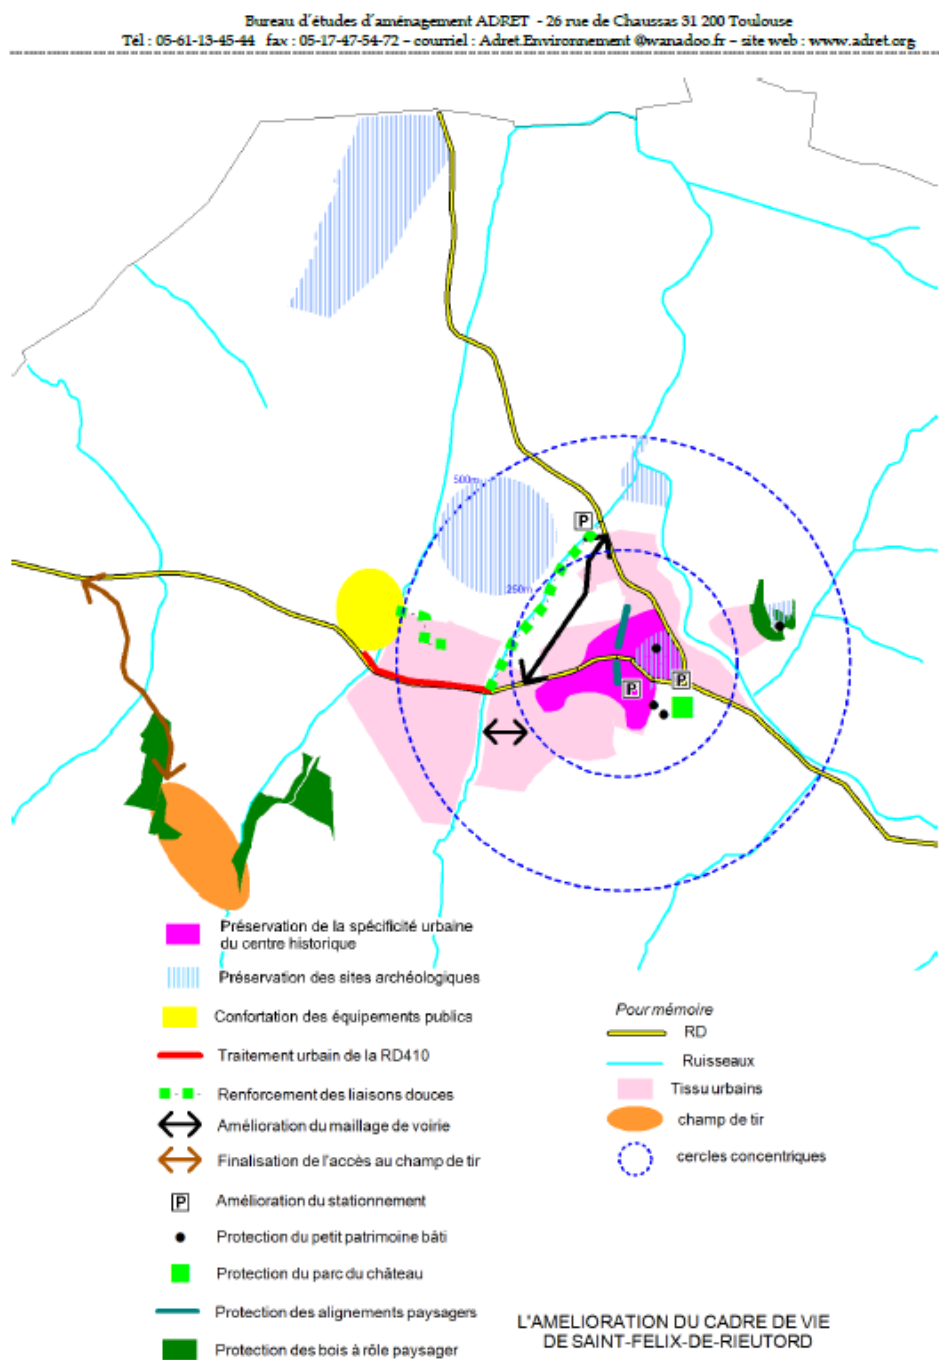 Bureau d'études d'aménagement ADRET - 26 rue de Chaussas 31 200 Toulouse
Tél : 05-61-13-45-44 fax : 05-17-47-54-72 – courriel : Adret.Environnement @wanadoo.fr – site web : www.adret.org
500m
P
250m
P
P
Préservation de la spécificité urbaine
du centre historique
Préservation des sites archéologiques
Confortation des équipements publics
Traitement urbain de la RD410
Renforcement des liaisons douces
Amélioration du maillage de voirie
Finalisation de l'accès au champ de tir
P Amélioration du stationnement
Protection du petit patrimoine bâti
Protection du parc du château
Protection des alignements paysagers
Protection des bois à rôle paysager
Pour mémoire
RD
Ruisseaux
Tissu urbains
champ de tir
cercles concentriques
L'AMELIORATION DU CADRE DE VIE
DE SAINT-FELIX-DE-RIEUTORD